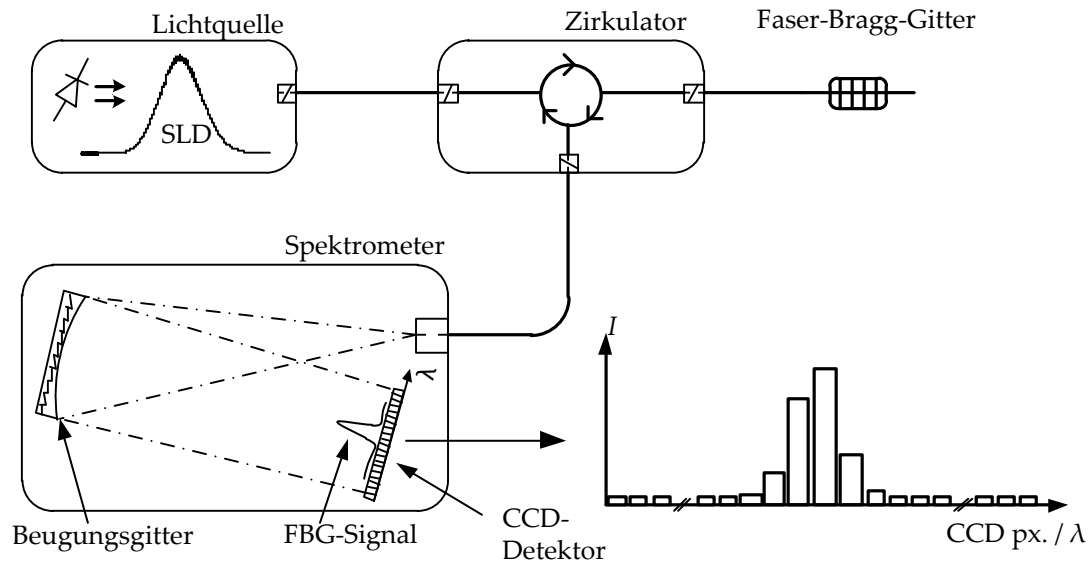 Lichtquelle
Zirkulator
Faser-Bragg-Gitter
SLD
Spektrometer
λ
I
Beugungsgitter
FBG-Signal
CCD-
Detektor
CCD px. / λ